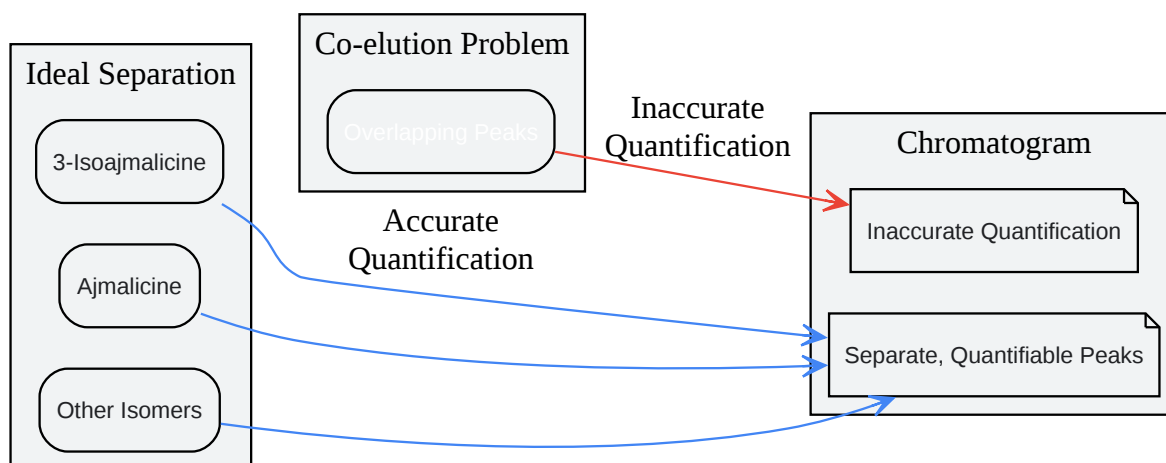 Ideal Separation
3-Isoajmalicine
Ajmalicine
Other Isomers
Co-elution Problem
Overlapping Peaks
Accurate
Quantification
Inaccurate
Quantification
Chromatogram
Inaccurate Quantification
Separate, Quantifiable Peaks